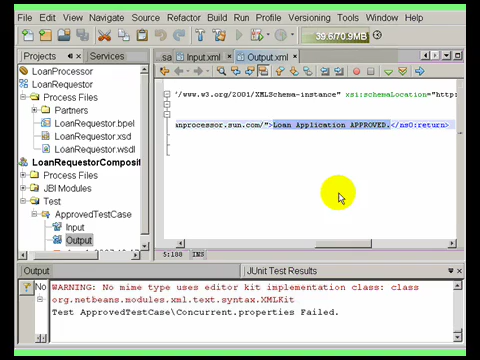 File Edit View Navigate Source Refactor Build Run Profile Versioning Tools Window Help
39.6/70.9MB
Projects Services
...sa Input.xml Output.xml
LoanProcessor
LoanRequestor
Process Files
Partners
LoanRequestor.bpel
LoanRequestor.xsd
LoanRequestor.wsdl
LoanRequestorComposit
Process Files
JBI Modules
Test
ApprovedTestCase
Input
Output
"/www.w3.org/2001/XMLSchema-instance" xsi:schemaLocation="http:
anprocessor.sun.com/">Loan Application APPROVED.</ns0:return>
5:188 INS
Output JUnit Test Results
WARNING: No mime type uses editor kit implementation class: class
org.netbeans.modules.xml.text.syntax.XMLKit
Test ApprovedTestCase\Concurrent.properties Failed.